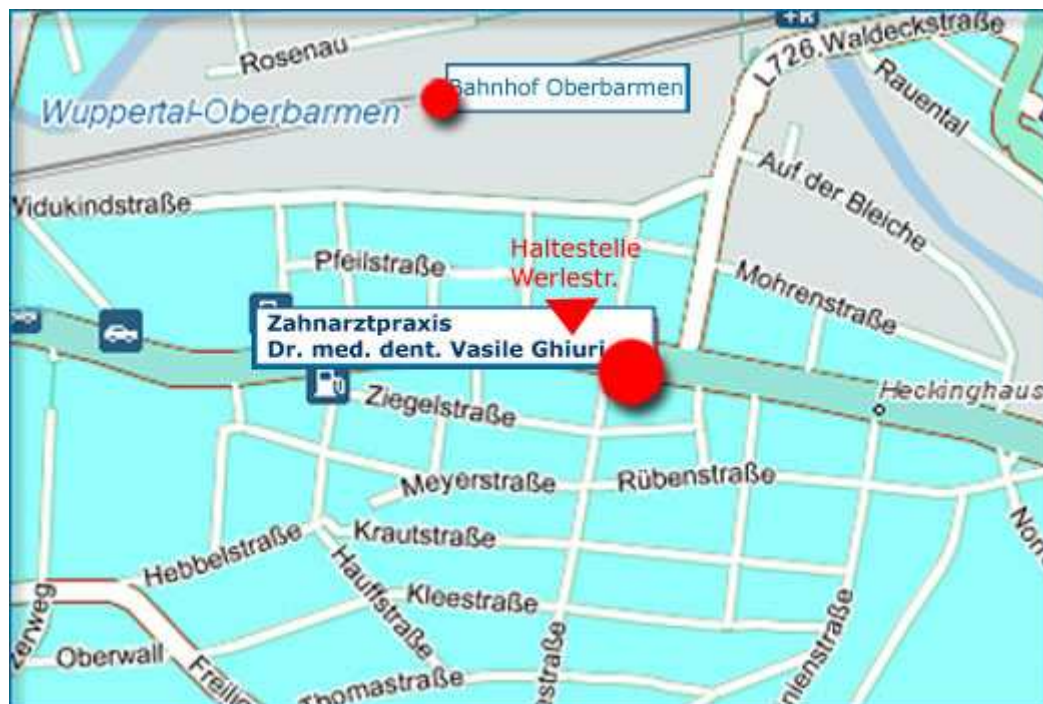 Rosenau
L726.Waldeckstraße
Rauental
Bahnhof Oberbarmen
Wuppertal-Oberbarmen
Auf der Bleiche
Widukindstraße
Haltestelle
Werlestr.
Pfeilstraße
Mohrenstraße
Zahnarztpraxis
Dr. med. dent. Vasile Ghiuri
Heckinghaus
Ziegelstraße
Meyerstraße
Rübenstraße
Krautstraße
Hebbelstraße
Hauffstraße
Kleestraße
Oberwall
Thomastraße